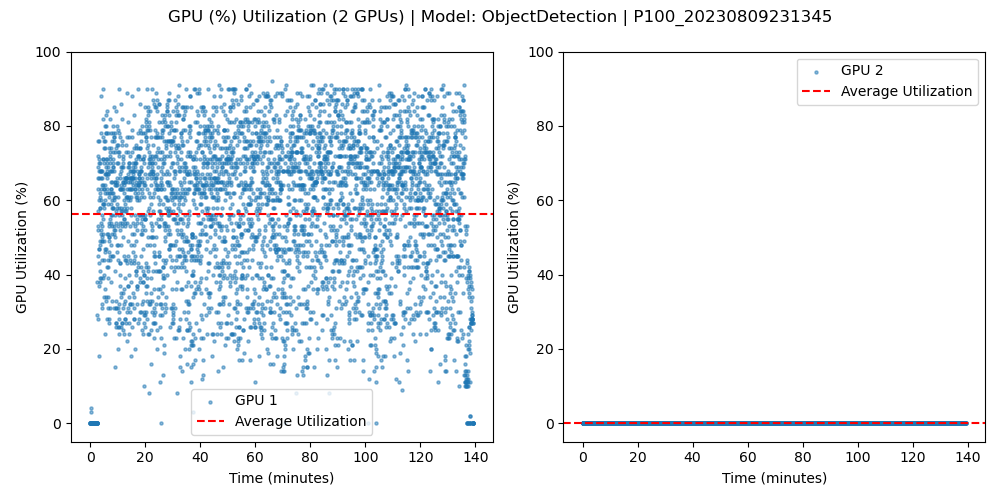 GPU (%) Utilization (2 GPUs) | Model: ObjectDetection | P100_20230809231345
100
80
60
40
20
0
GPU Utilization (%)
GPU 1
Average Utilization
0 20 40 60 80 100 120 140
Time (minutes)
100
80
60
40
20
0
GPU Utilization (%)
GPU 2
Average Utilization
0 20 40 60 80 100 120 140
Time (minutes)